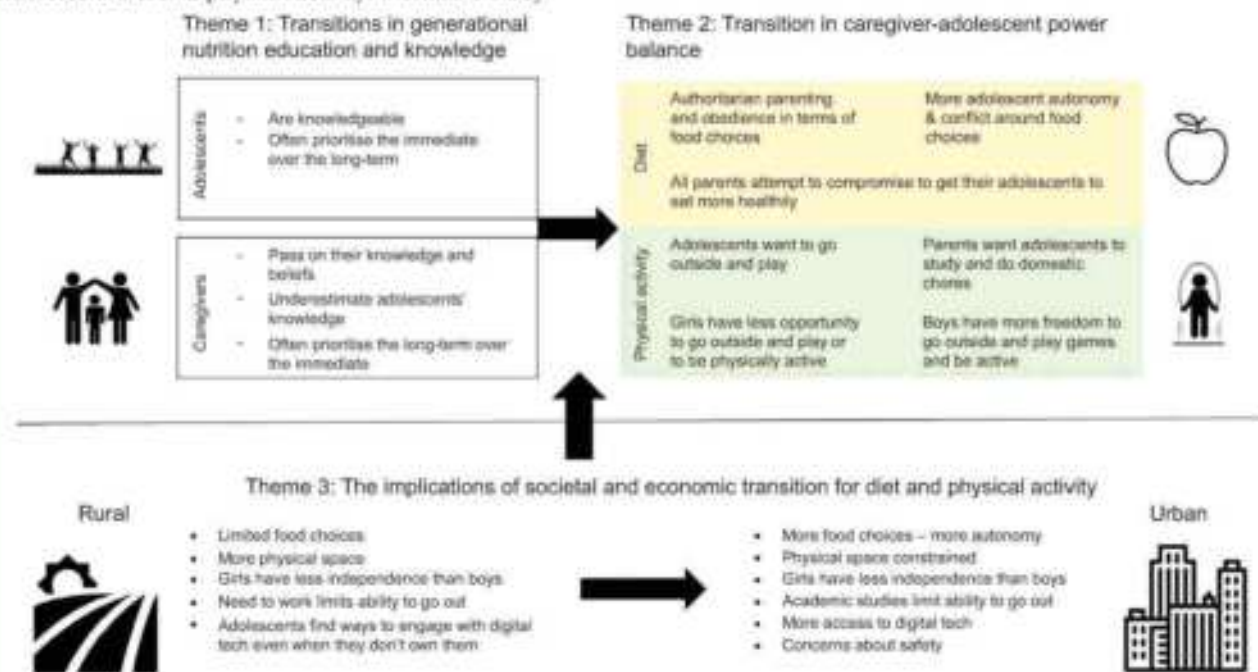 Theme 1: Transitions in generational
nutrition education and knowledge
Adolescents
- Are knowledgeable
- Often prioritise the immediate
over the long-term
Caregivers
- Pass on their knowledge and
beliefs
- Underestimate adolescents'
knowledge
- Often prioritise the long-term over
the immediate
Theme 2: Transition in caregiver-adolescent power
balance
Diet
Authoritarian parenting
and obedience in terms of
food choices
More adolescent autonomy
& conflict around food
choices
All parents attempt to compromise to get their adolescents to
eat more healthily
Physical activity
Adolescents want to go
outside and play
Parents want adolescents to
study and do domestic
chores
Girls have less opportunity
to go outside and play or
to be physically active
Boys have more freedom to
go outside and play games
and be active
Theme 3: The implications of societal and economic transition for diet and physical activity
Rural
• Limited food choices
• More physical space
• Girls have less independence than boys
• Need to work limits ability to go out
• Adolescents find ways to engage with digital
tech even when they don't own them
Urban
• More food choices – more autonomy
• Physical space constrained
• Girls have less independence than boys
• Academic studies limit ability to go out
• More access to digital tech
• Concerns about safety